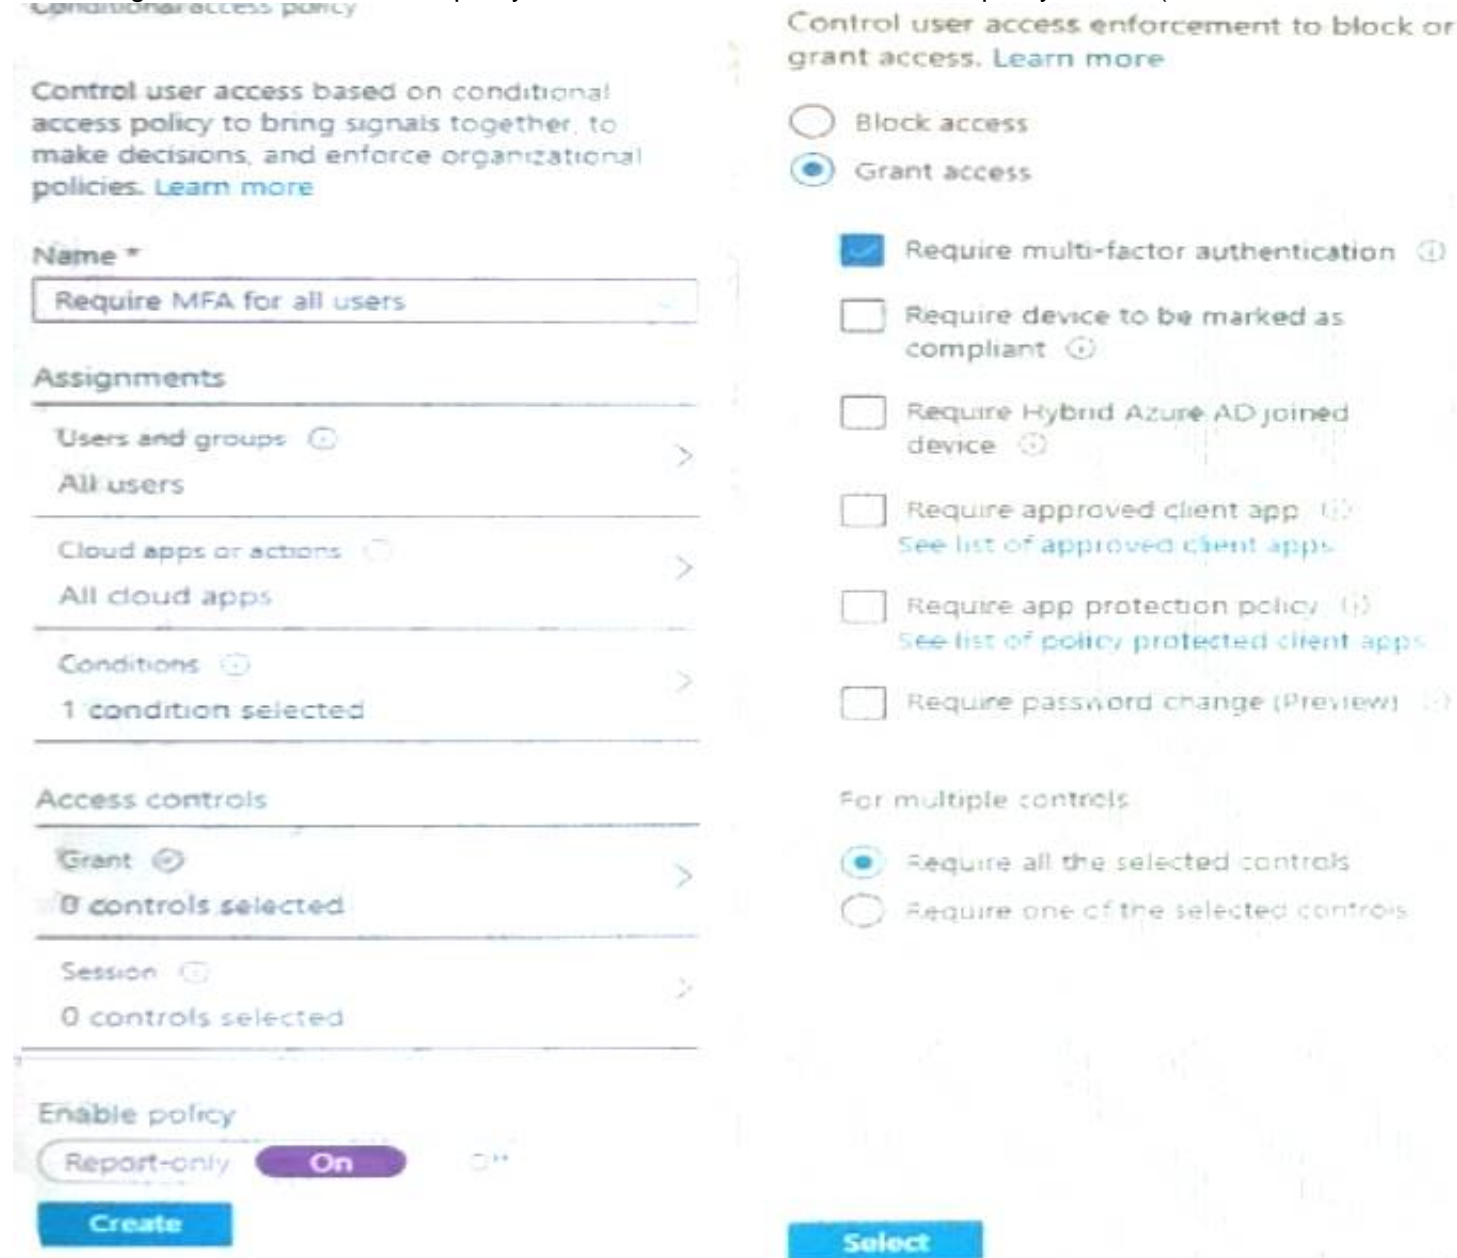 Conditional access policy
Control user access based on conditional
access policy to bring signals together, to
make decisions, and enforce organizational
policies. Learn more
Name *
Require MFA for all users
Assignments
Users and groups
All users
Cloud apps or actions
All cloud apps
Conditions
1 condition selected
Access controls
Grant
0 controls selected
Session
0 controls selected
Enable policy
Report-only On
Create
Control user access enforcement to block or
grant access. Learn more
Block access
Grant access
Require multi-factor authentication
Require device to be marked as
compliant
Require Hybrid Azure AD joined
device
Require approved client app
See list of approved client apps
Require app protection policy
See list of policy protected client apps
Require password change (Preview)
For multiple controls
Require all the selected controls
Require one of the selected controls
Select